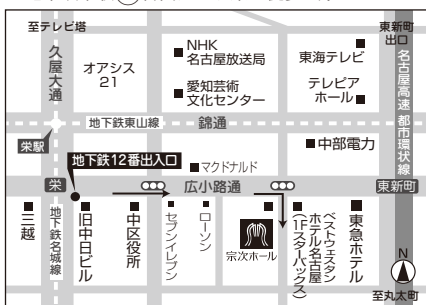 至テレビ塔
久屋大通
オアシス
21
NHK
名古屋放送局
愛知芸術
文化センター
東海テレビ
テレピア
ホール
東新町
出口
名古屋高速 都市環状線
地下鉄東山線
錦通
栄駅
地下鉄12番出入口
マクドナルド
中部電力
栄
広小路通
東新町
三越
地下鉄名城線
旧中日ビル
中区役所
セブンイレブン
ローソン
宗次ホール
ベストウェスタン
ホテル名古屋
(1Fスターバックス)
東急ホテル
N
至丸太町